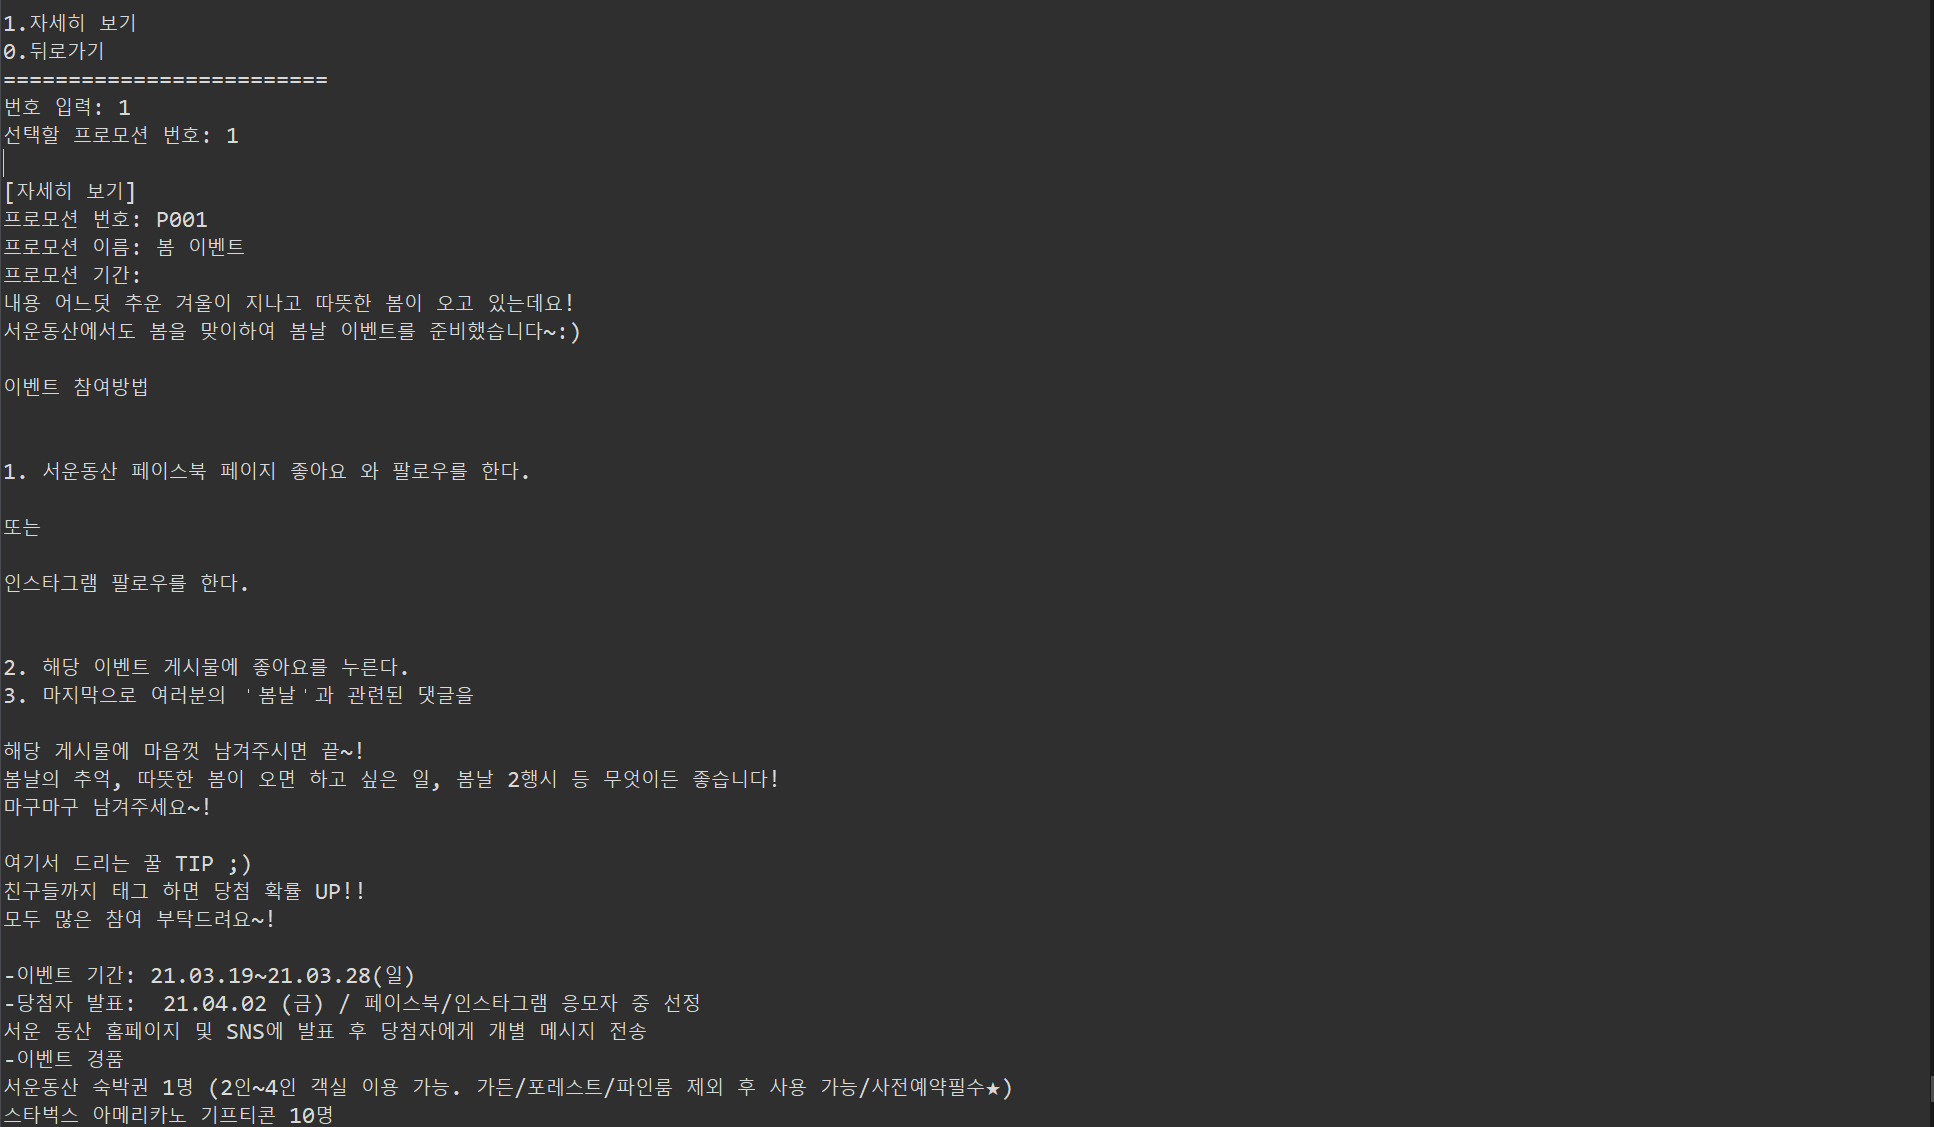 1.자세히 보기
0.뒤로가기
=========================
번호 입력: 1
선택할 프로모션 번호: 1
[자세히 보기]
프로모션 번호: P001
프로모션 이름: 봄 이벤트
프로모션 기간:
내용 어느덧 추운 겨울이 지나고 따뜻한 봄이 오고 있는데요!
서운동산에서도 봄을 맞이하여 봄날 이벤트를 준비했습니다~:)
이벤트 참여방법
1. 서운동산 페이스북 페이지 좋아요 와 팔로우를 한다.
또는
인스타그램 팔로우를 한다.
2. 해당 이벤트 게시물에 좋아요를 누른다.
3. 마지막으로 여러분의 '봄날'과 관련된 댓글을
해당 게시물에 마음껏 남겨주시면 끝~!
봄날의 추억, 따뜻한 봄이 오면 하고 싶은 일, 봄날 2행시 등 무엇이든 좋습니다!
마구마구 남겨주세요~!
여기서 드리는 꿀 TIP ;)
친구들까지 태그 하면 당첨 확률 UP!!
모두 많은 참여 부탁드려요~!
-이벤트 기간: 21.03.19~21.03.28(일)
-당첨자 발표:  21.04.02 (금) / 페이스북/인스타그램 응모자 중 선정
서운 동산 홈페이지 및 SNS에 발표 후 당첨자에게 개별 메시지 전송
-이벤트 경품
서운동산 숙박권 1명 (2인~4인 객실 이용 가능. 가든/포레스트/파인룸 제외 후 사용 가능/사전예약필수★)
스타벅스 아메리카노 기프티콘 10명